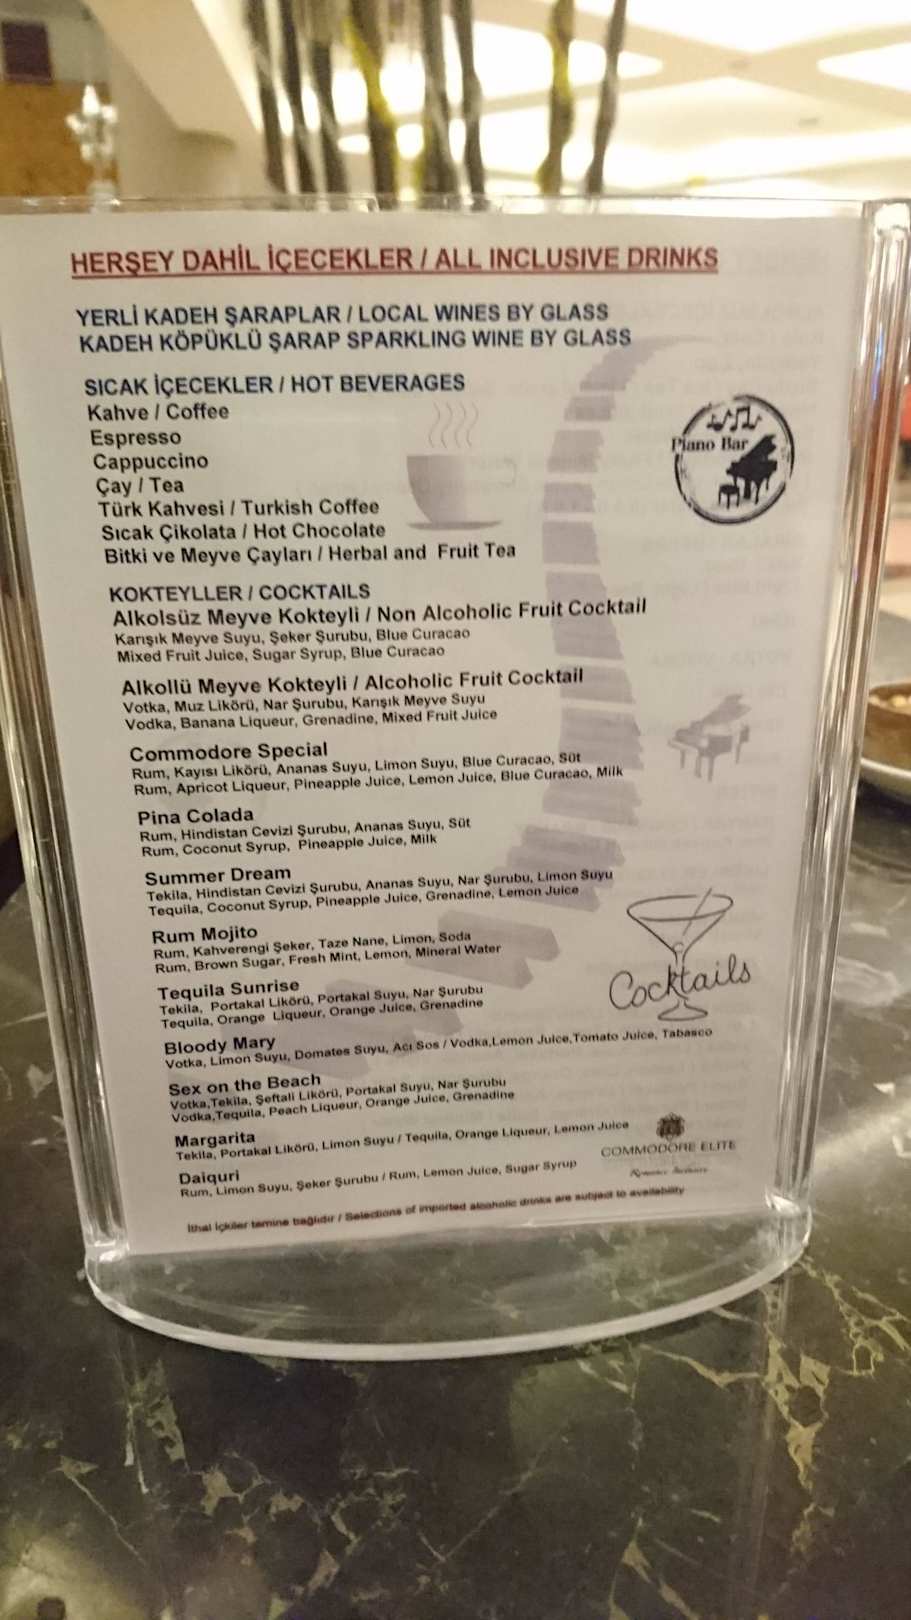 HERŞEY DAHİL İÇECEKLER / ALL INCLUSIVE DRINKS
YERLİ KADEH ŞARAPLAR / LOCAL WINES BY GLASS
KADEH KÖPÜKLÜ ŞARAP SPARKLING WINE BY GLASS
SICAK İÇECEKLER / HOT BEVERAGES
Kahve / Coffee
Espresso
Cappuccino
Çay / Tea
Türk Kahvesi / Turkish Coffee
Sıcak Çikolata / Hot Chocolate
Bitki ve Meyve Çayları / Herbal and Fruit Tea
Piano Bar
KOKTEYLLER / COCKTAILS
Alkolsüz Meyve Kokteyli / Non Alcoholic Fruit Cocktail
Karışık Meyve Suyu, Şeker Şurubu, Blue Curacao
Mixed Fruit Juice, Sugar Syrup, Blue Curacao
Alkollü Meyve Kokteyli / Alcoholic Fruit Cocktail
Votka, Muz Likörü, Nar Şurubu, Karışık Meyve Suyu
Vodka, Banana Liqueur, Grenadine, Mixed Fruit Juice
Commodore Special
Rum, Kayısı Likörü, Ananas Suyu, Limon Suyu, Blue Curacao, Süt
Rum, Apricot Liqueur, Pineapple Juice, Lemon Juice, Blue Curacao, Milk
Pina Colada
Rum, Hindistan Cevizi Şurubu, Ananas Suyu, Süt
Rum, Coconut Syrup, Pineapple Juice, Milk
Summer Dream
Tekila, Hindistan Cevizi Şurubu, Ananas Suyu, Nar Şurubu, Limon Suyu
Tequila, Coconut Syrup, Pineapple Juice, Grenadine, Lemon Juice
Rum Mojito
Rum, Kahverengi Şeker, Taze Nane, Limon, Soda
Rum, Brown Sugar, Fresh Mint, Lemon, Mineral Water
Cocktails
Tequila Sunrise
Tekila, Portakal Likörü, Portakal Suyu, Nar Şurubu
Tequila, Orange Liqueur, Orange Juice, Grenadine
Bloody Mary
Votka, Limon Suyu, Domates Suyu, Acı Sos / Vodka,Lemon Juice,Tomato Juice, Tabasco
Sex on the Beach
Votka,Tekila, Şeftali Likörü, Portakal Suyu, Nar Şurubu
Vodka,Tequila, Peach Liqueur, Orange Juice, Grenadine
Margarita
Tekila, Portakal Likörü, Limon Suyu / Tequila, Orange Liqueur, Lemon Juice
COMMODORE ELITE
Daiquri
Rum, Limon Suyu, Şeker Şurubu / Rum, Lemon Juice, Sugar Syrup
İthal İçkiler temine bağlıdır / Selections of imported alcoholic drinks are subject to availability